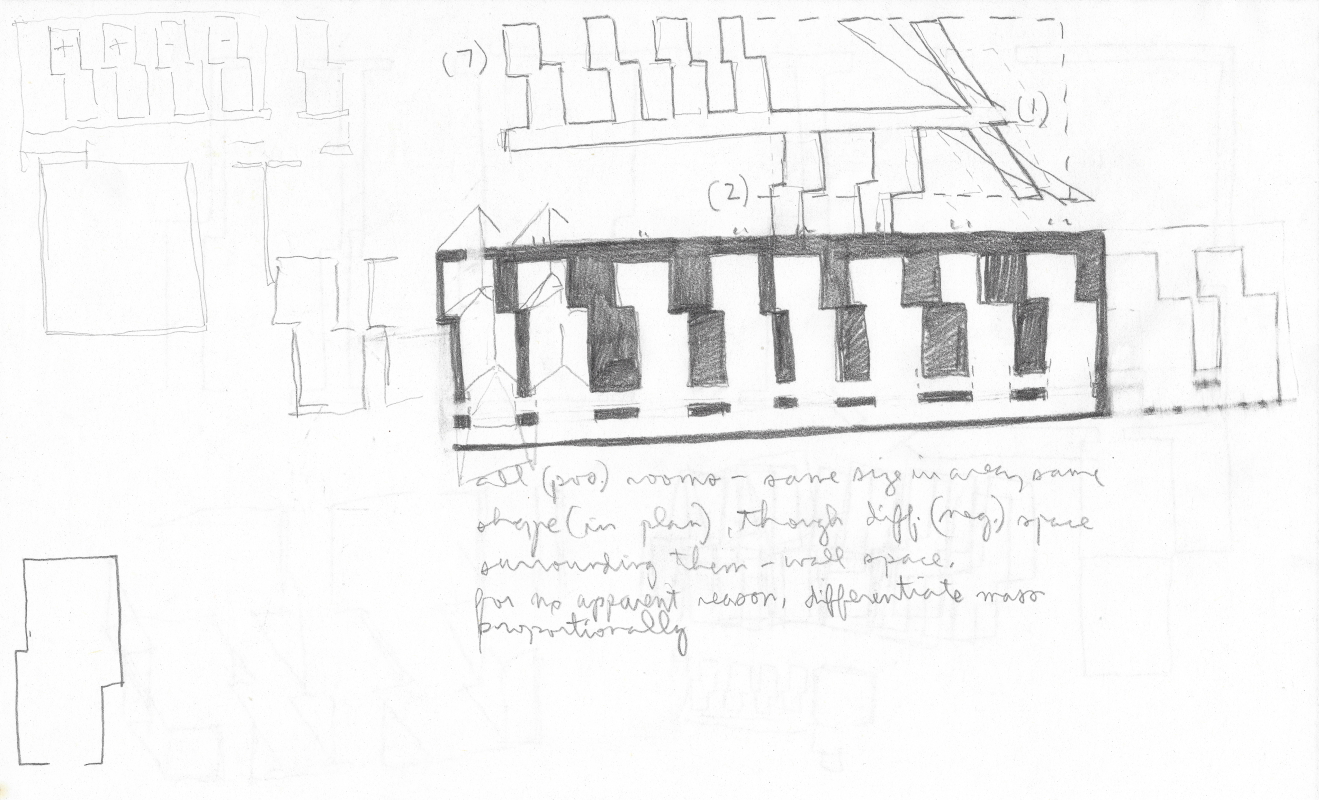 + + - -
(7)
(1)
(2)
all (pos.) rooms - same size in area, same
shape (in plan), though diff. (neg.) space
surrounding them - wall space.
for no apparent reason, differentiate mass
proportionally